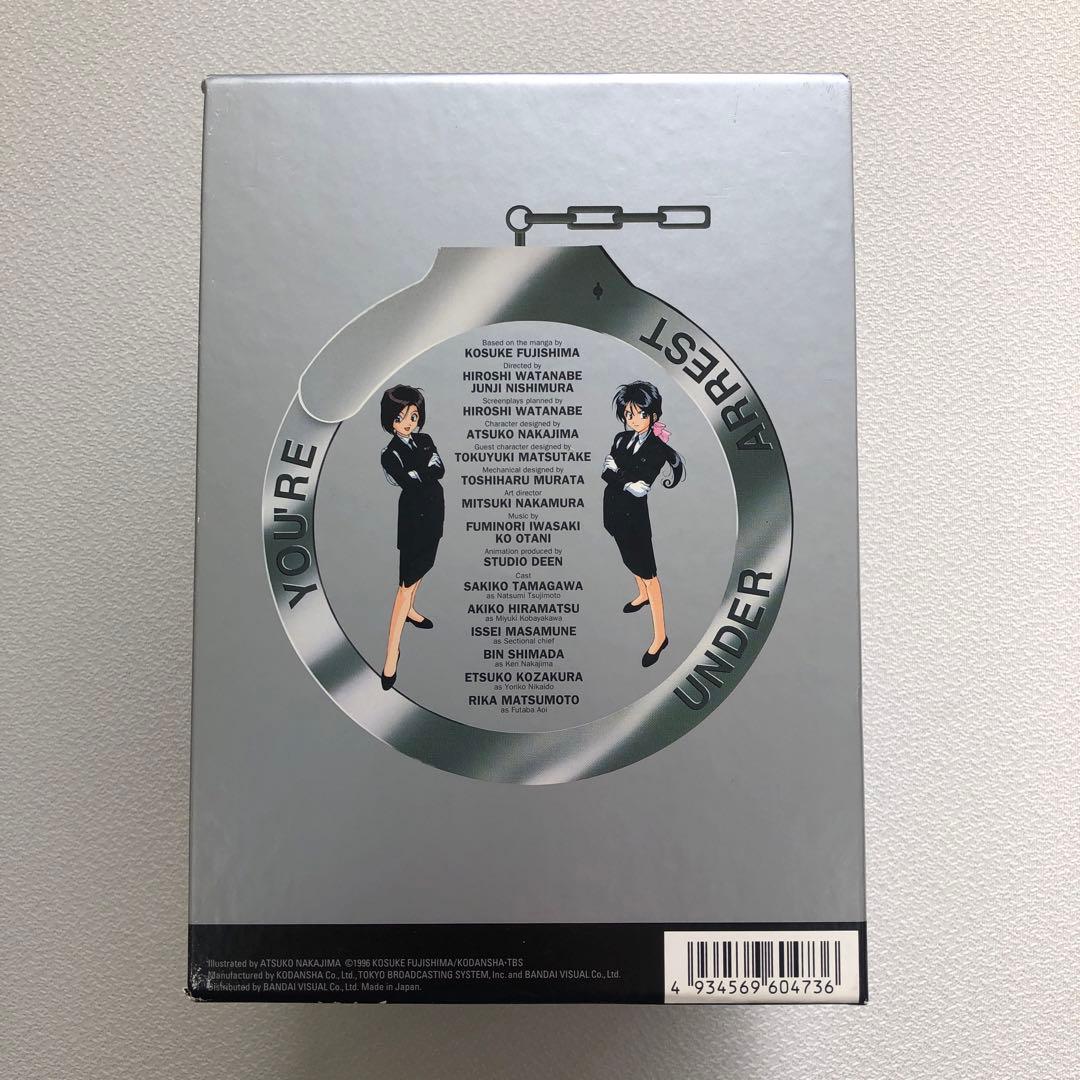 YOU'RE
UNDER
ARREST
Based on the manga by
KOSUKE FUJISHIMA
Directed by
HIROSHI WATANABE
JUNJI NISHIMURA
Screenplays planned by
HIROSHI WATANABE
Character designed by
ATSUKO NAKAJIMA
Guest character designed by
TOKUYUKI MATSUTAKE
Mechanical designed by
TOSHIHARU MURATA
Art director
MITSUKI NAKAMURA
Music by
FUMINORI IWASAKI
KO OTANI
Animation produced by
STUDIO DEEN
Cast
SAKIKO TAMAGAWA
as Natsumi Tsujimoto
AKIKO HIRAMATSU
as Miyuki Kobayakawa
ISSEI MASAMUNE
as Sectional chief
BIN SHIMADA
as Ken Nakajima
ETSUKO KOZAKURA
as Yoriko Nikaido
RIKA MATSUMOTO
as Futaba Aoi
Illustrated by ATSUKO NAKAJIMA ©1996 KOSUKE FUJISHIMA/KODANSHA・TBS
Manufactured by KODANSHA Co., Ltd., TOKYO BROADCASTING SYSTEM, Inc. and BANDAI VISUAL Co., Ltd.
Distributed by BANDAI VISUAL Co., Ltd. Made in Japan.
4 934569 604736